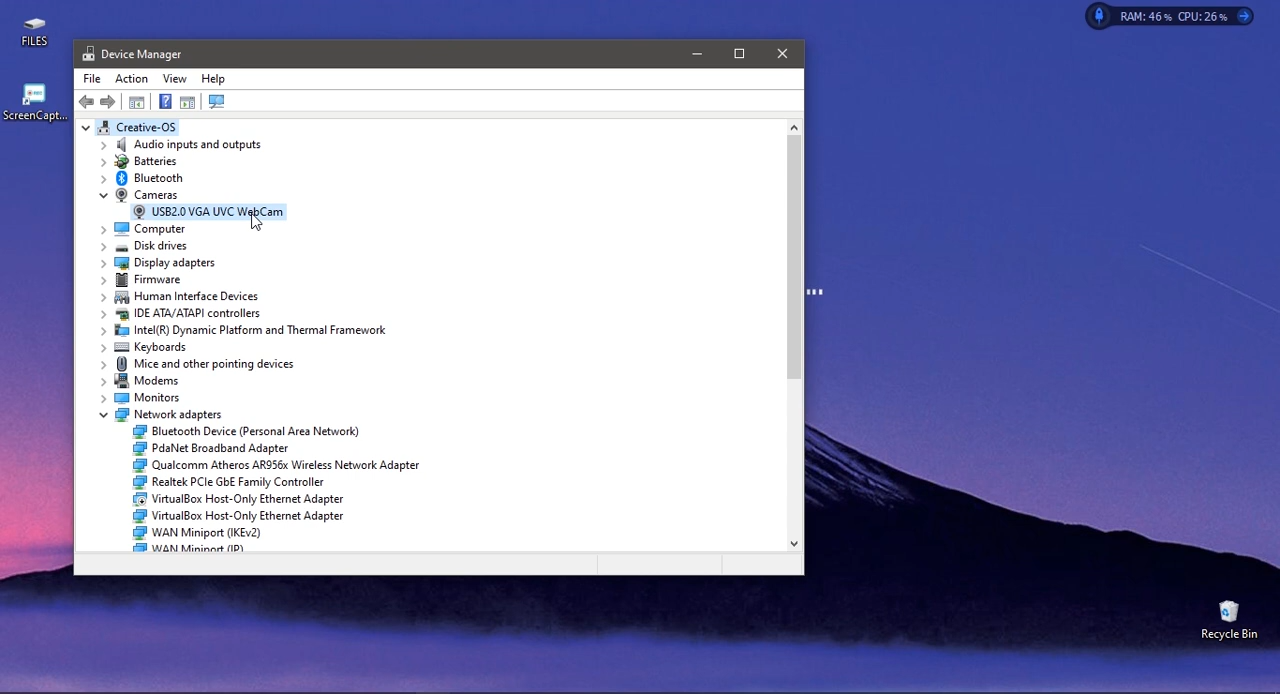 FILES
ScreenCapt...
RAM: 46 % CPU: 26 %
Device Manager
File Action View Help
Creative-OS
Audio inputs and outputs
Batteries
Bluetooth
Cameras
USB2.0 VGA UVC WebCam
Computer
Disk drives
Display adapters
Firmware
Human Interface Devices
IDE ATA/ATAPI controllers
Intel(R) Dynamic Platform and Thermal Framework
Keyboards
Mice and other pointing devices
Modems
Monitors
Network adapters
Bluetooth Device (Personal Area Network)
PdaNet Broadband Adapter
Qualcomm Atheros AR956x Wireless Network Adapter
Realtek PCIe GbE Family Controller
VirtualBox Host-Only Ethernet Adapter
VirtualBox Host-Only Ethernet Adapter
WAN Miniport (IKEv2)
WAN Miniport (IP)
Recycle Bin